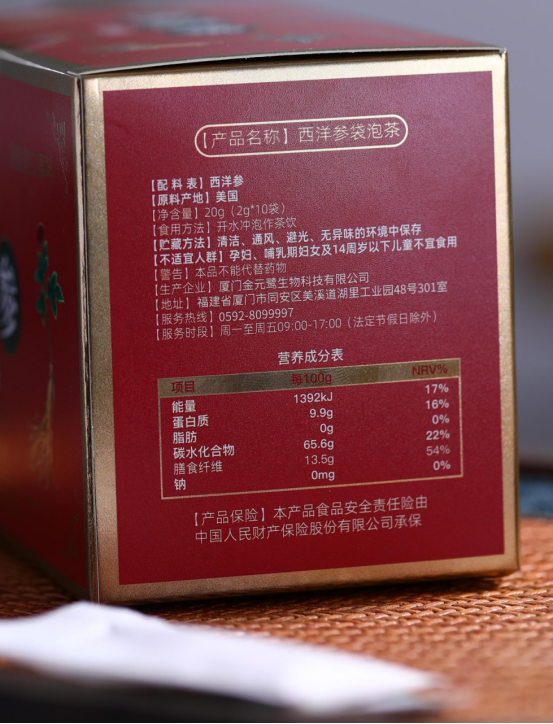 【产品名称】西洋参袋泡茶
【配 料 表】西洋参
【原料产地】美国
【净含量】20g（2g*10袋）
【食用方法】开水冲泡作茶饮
【贮藏方法】清洁、通风、避光、无异味的环境中保存
【不适宜人群】孕妇、哺乳期妇女及14周岁以下儿童不宜食用
【警告】本品不能代替药物
【生产企业】厦门金元鹭生物科技有限公司
【地址】福建省厦门市同安区美溪道湖里工业园48号301室
【服务热线】0592-8099997
【服务时段】周一至周五09:00-17:00（法定节假日除外）
营养成分表
项目 每100g NRV%
能量 1392kJ 17%
蛋白质 9.9g 16%
脂肪 0g 0%
碳水化合物 65.6g 22%
膳食纤维 13.5g 54%
钠 0mg 0%
【产品保险】本产品食品安全责任险由
中国人民财产保险股份有限公司承保
参